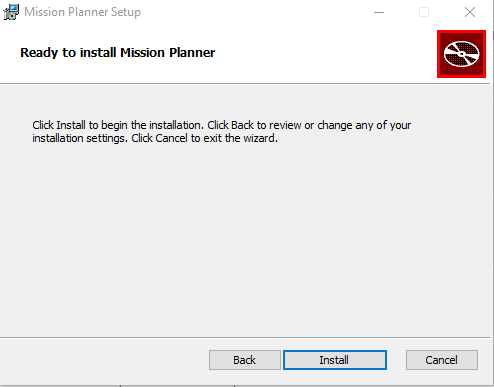 Mission Planner Setup
Ready to install Mission Planner
Click Install to begin the installation. Click Back to review or change any of your
installation settings. Click Cancel to exit the wizard.
Back Install Cancel